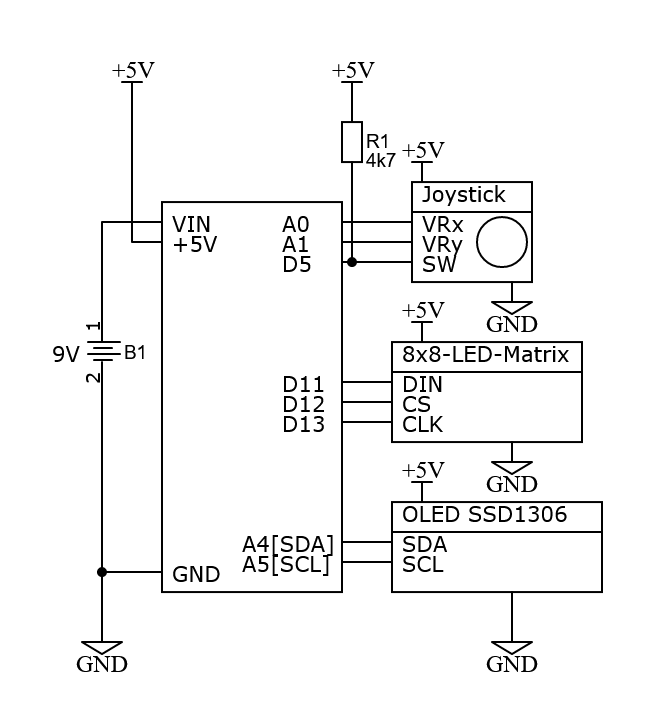 +5V
+5V
R1
4k7
+5V
Joystick
VIN
A0
VRx
+5V
A1
VRy
D5
SW
+5V
GND
1
9V
B1
2
8x8-LED-Matrix
D11
DIN
D12
CS
D13
CLK
+5V
GND
OLED SSD1306
A4[SDA]
SDA
A5[SCL]
SCL
GND
GND
GND